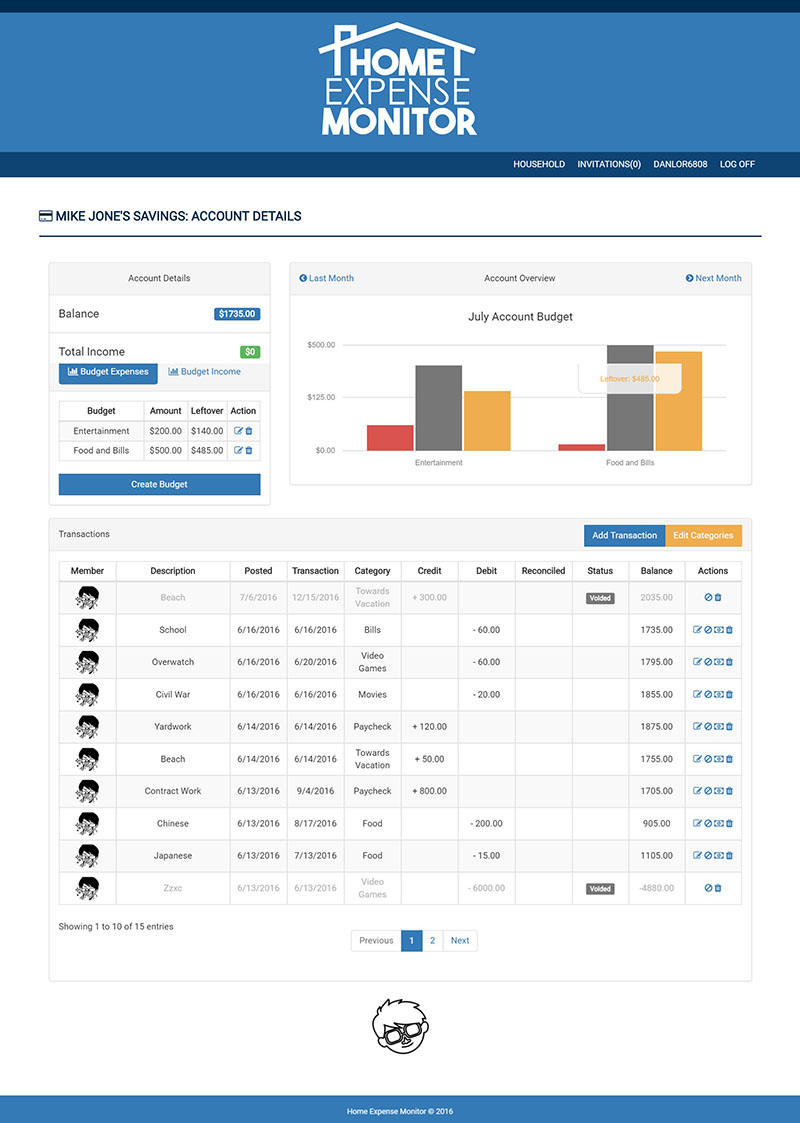 HOME
EXPENSE
MONITOR
HOUSEHOLD INVITATIONS(0) DANLOR6808 LOG OFF
MIKE JONE'S SAVINGS: ACCOUNT DETAILS
Account Details
Balance $1735.00
Total Income $0
Budget Expenses Budget Income
Budget Amount Leftover Action
Entertainment $200.00 $140.00
Food and Bills $500.00 $485.00
Create Budget
Last Month Account Overview Next Month
July Account Budget
$500.00
$125.00
$0.00
Leftover: $485.00
Entertainment Food and Bills
Transactions Add Transaction Edit Categories
Member Description Posted Transaction Category Credit Debit Reconciled Status Balance Actions
Beach 7/6/2016 12/15/2016 Towards Vacation + 300.00 Voided 2035.00
School 6/16/2016 6/16/2016 Bills - 60.00 1735.00
Overwatch 6/16/2016 6/20/2016 Video Games - 60.00 1795.00
Civil War 6/16/2016 6/16/2016 Movies - 20.00 1855.00
Yardwork 6/14/2016 6/14/2016 Paycheck + 120.00 1875.00
Beach 6/14/2016 6/14/2016 Towards Vacation + 50.00 1755.00
Contract Work 6/13/2016 9/4/2016 Paycheck + 800.00 1705.00
Chinese 6/13/2016 8/17/2016 Food - 200.00 905.00
Japanese 6/13/2016 7/13/2016 Food - 15.00 1105.00
Zzxc 6/13/2016 6/13/2016 Video Games - 6000.00 Voided -4880.00
Showing 1 to 10 of 15 entries
Previous 1 2 Next
Home Expense Monitor © 2016